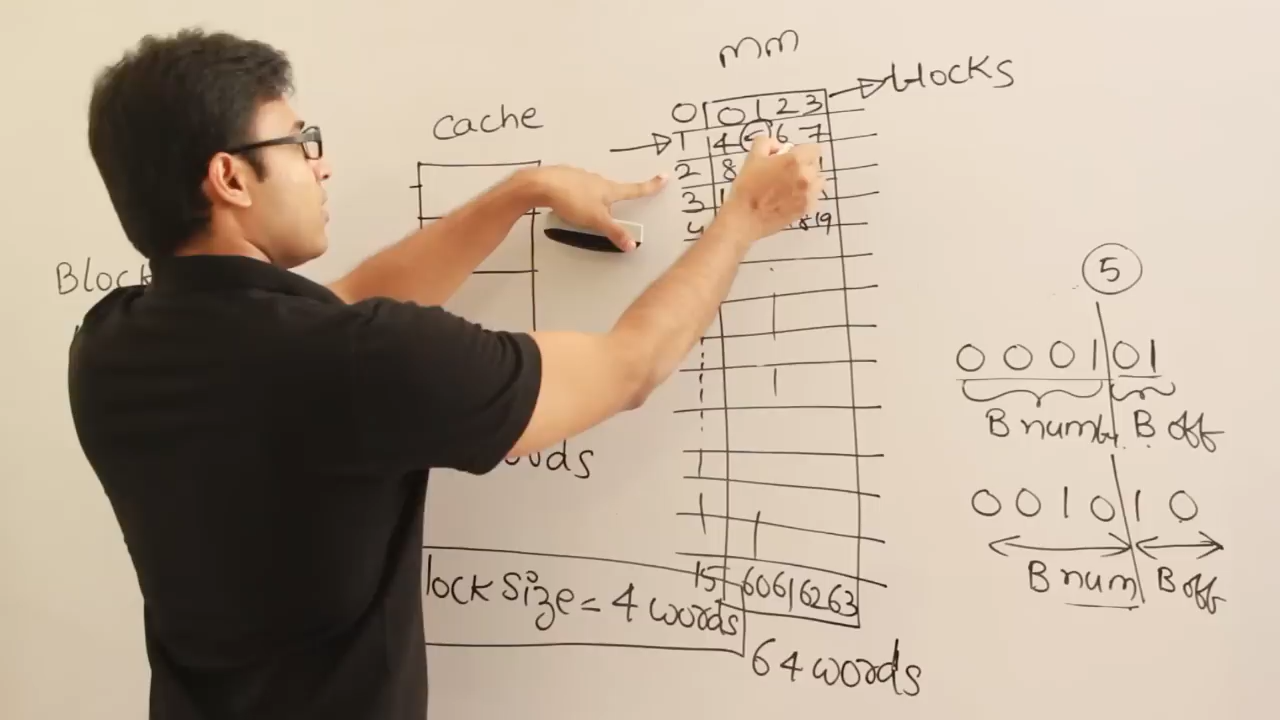 mm
blocks
cache
0 0 1 2 3
1 4 5 6 7
2 8
3
4 19
Block
5
0 0 0 1 0 1
B num B off
words
0 0 1 0 1 0
B num B off
15 60 61 62 63
lock size = 4 words
64 words